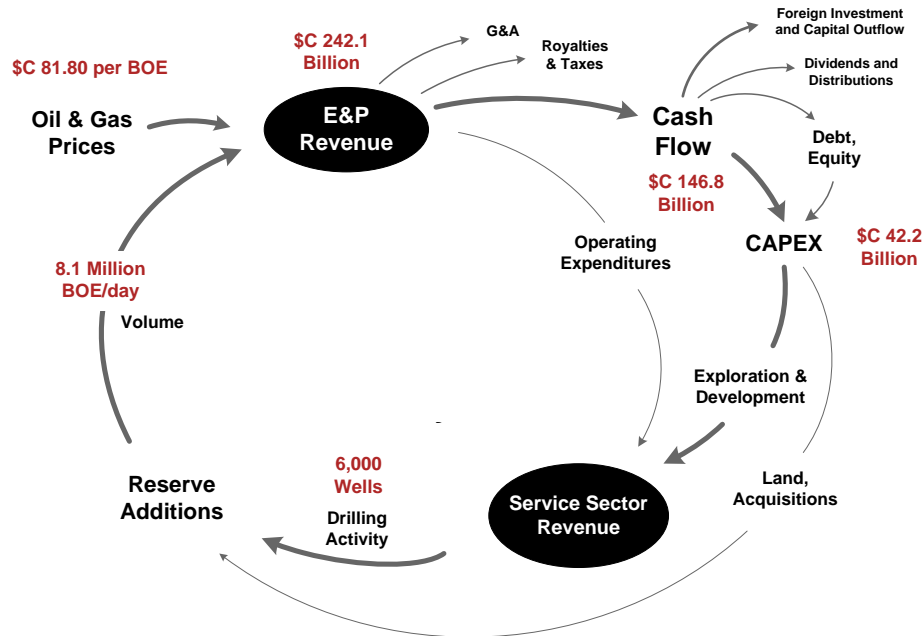 Foreign Investment
and Capital Outflow
G&A
$C 242.1
Billion
Royalties
& Taxes
$C 81.80 per BOE
Dividends and
Distributions
Oil & Gas
Prices
E&P
Revenue
Cash
Flow
Debt,
Equity
$C 146.8
Billion
Operating
Expenditures
CAPEX
$C 42.2
Billion
8.1 Million
BOE/day
Volume
Exploration &
Development
6,000
Wells
Reserve
Additions
Drilling
Activity
Service Sector
Revenue
Land,
Acquisitions